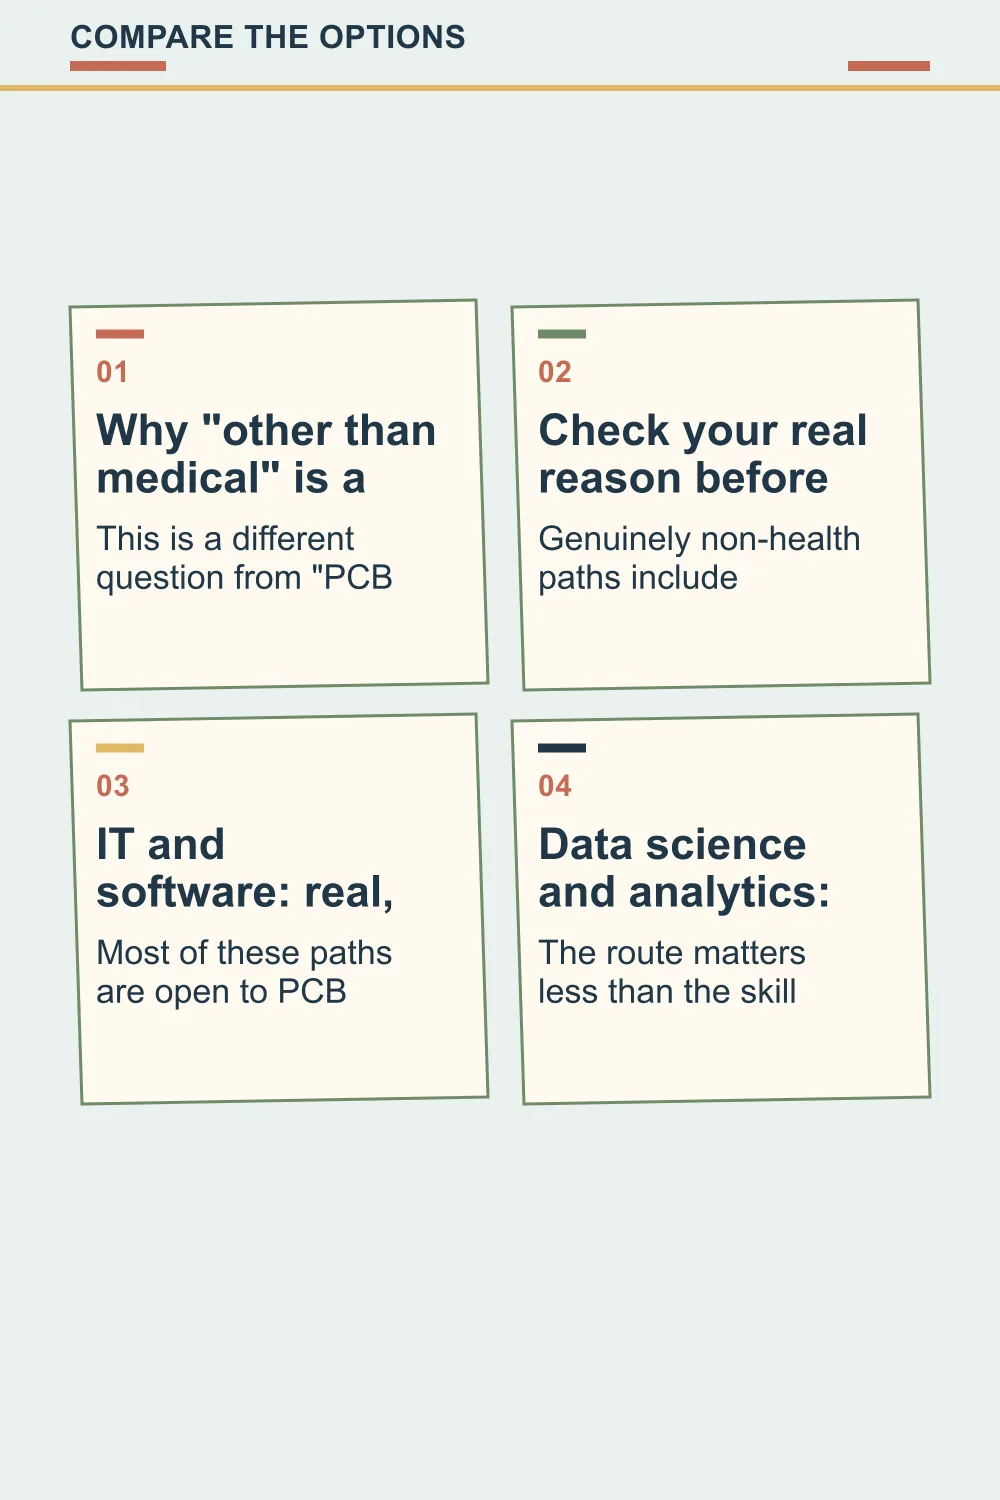 COMPARE THE OPTIONS
01
Why "other than
medical" is a
This is a different
question from "PCB
02
Check your real
reason before
Genuinely non-health
paths include
03
IT and
software: real,
Most of these paths
are open to PCB
04
Data science
and analytics:
The route matters
less than the skill